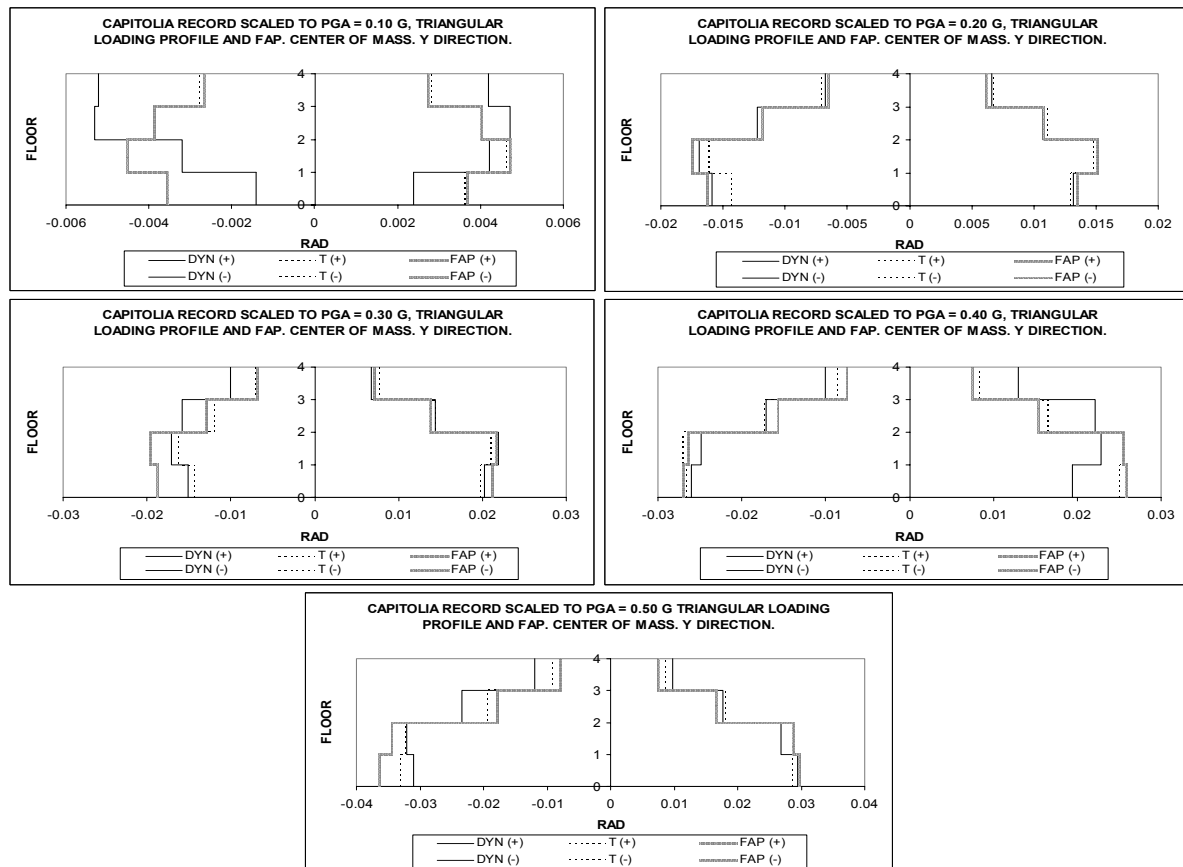 CAPITOLIA RECORD SCALED TO PGA = 0.10 G, TRIANGULAR
LOADING PROFILE AND FAP. CENTER OF MASS. Y DIRECTION.
FLOOR
4
3
2
1
0
-0.006 -0.004 -0.002 0 0.002 0.004 0.006
RAD
DYN (+) T (+) FAP (+)
DYN (-) T (-) FAP (-)
CAPITOLIA RECORD SCALED TO PGA = 0.20 G, TRIANGULAR
LOADING PROFILE AND FAP. CENTER OF MASS. Y DIRECTION.
FLOOR
4
3
2
1
0
-0.02 -0.015 -0.01 -0.005 0 0.005 0.01 0.015 0.02
RAD
DYN (+) T (+) FAP (+)
DYN (-) T (-) FAP (-)
CAPITOLIA RECORD SCALED TO PGA = 0.30 G, TRIANGULAR
LOADING PROFILE AND FAP. CENTER OF MASS. Y DIRECTION.
FLOOR
4
3
2
1
0
-0.03 -0.02 -0.01 0 0.01 0.02 0.03
RAD
DYN (+) T (+) FAP (+)
DYN (-) T (-) FAP (-)
CAPITOLIA RECORD SCALED TO PGA = 0.40 G, TRIANGULAR
LOADING PROFILE AND FAP. CENTER OF MASS. Y DIRECTION.
FLOOR
4
3
2
1
0
-0.03 -0.02 -0.01 0 0.01 0.02 0.03
RAD
DYN (+) T (+) FAP (+)
DYN (-) T (-) FAP (-)
CAPITOLIA RECORD SCALED TO PGA = 0.50 G TRIANGULAR LOADING
PROFILE AND FAP. CENTER OF MASS. Y DIRECTION.
FLOOR
4
3
2
1
0
-0.04 -0.03 -0.02 -0.01 0 0.01 0.02 0.03 0.04
RAD
DYN (+) T (+) FAP (+)
DYN (-) T (-) FAP (-)